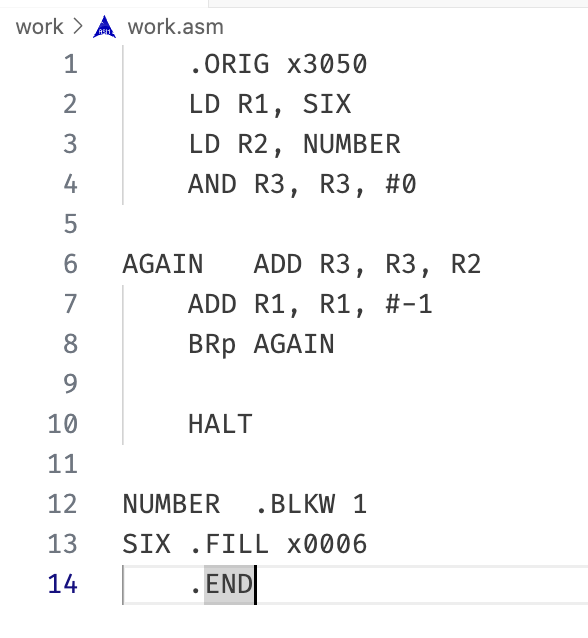 work > work.asm
1 .ORIG x3050
2 LD R1, SIX
3 LD R2, NUMBER
4 AND R3, R3, #0
5
6 AGAIN ADD R3, R3, R2
7 ADD R1, R1, #-1
8 BRp AGAIN
9
10 HALT
11
12 NUMBER .BLKW 1
13 SIX .FILL x0006
14 .END